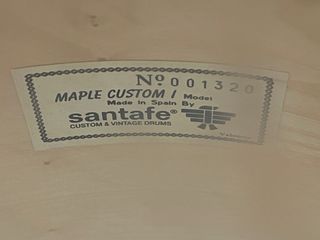 Nº 001320
MAPLE CUSTOM I Model
Made in Spain By
santafe®
CUSTOM & VINTAGE DRUMS